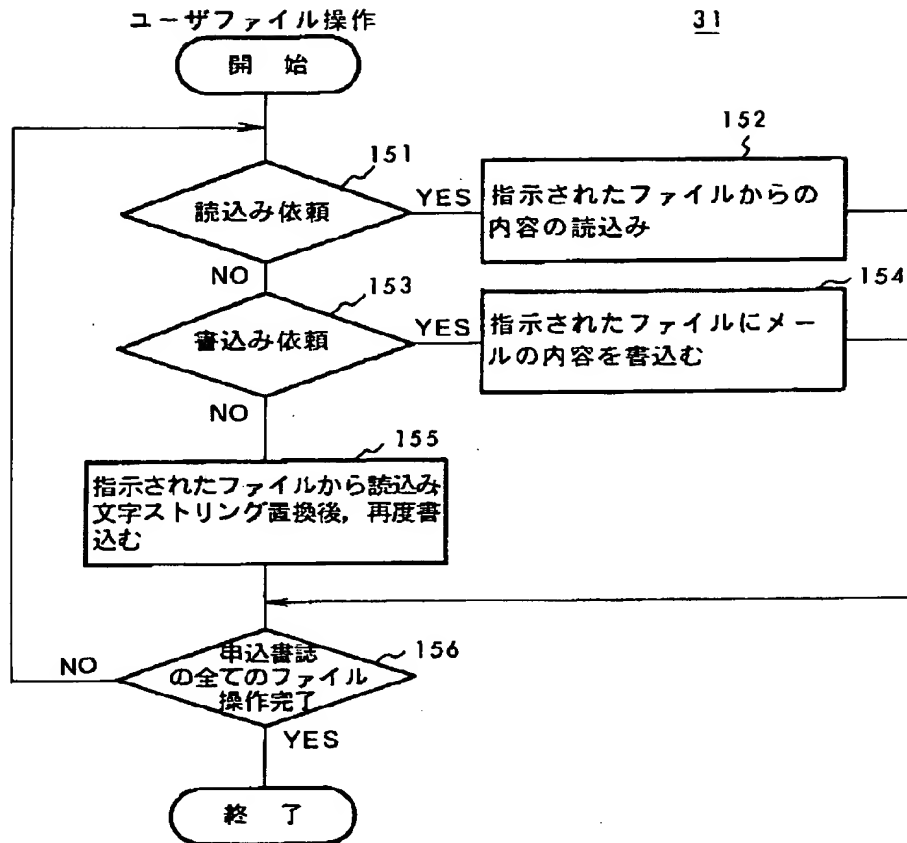 ユーザファイル操作
31
開始
151
152
読込み依頼
YES
指示されたファイルからの
内容の読込み
NO
153
154
書込み依頼
YES
指示されたファイルにメー
ルの内容を書込む
NO
155
指示されたファイルから読込み
文字ストリング置換後,再度書
込む
NO
156
申込書誌
の全てのファイル
操作完了
YES
終了